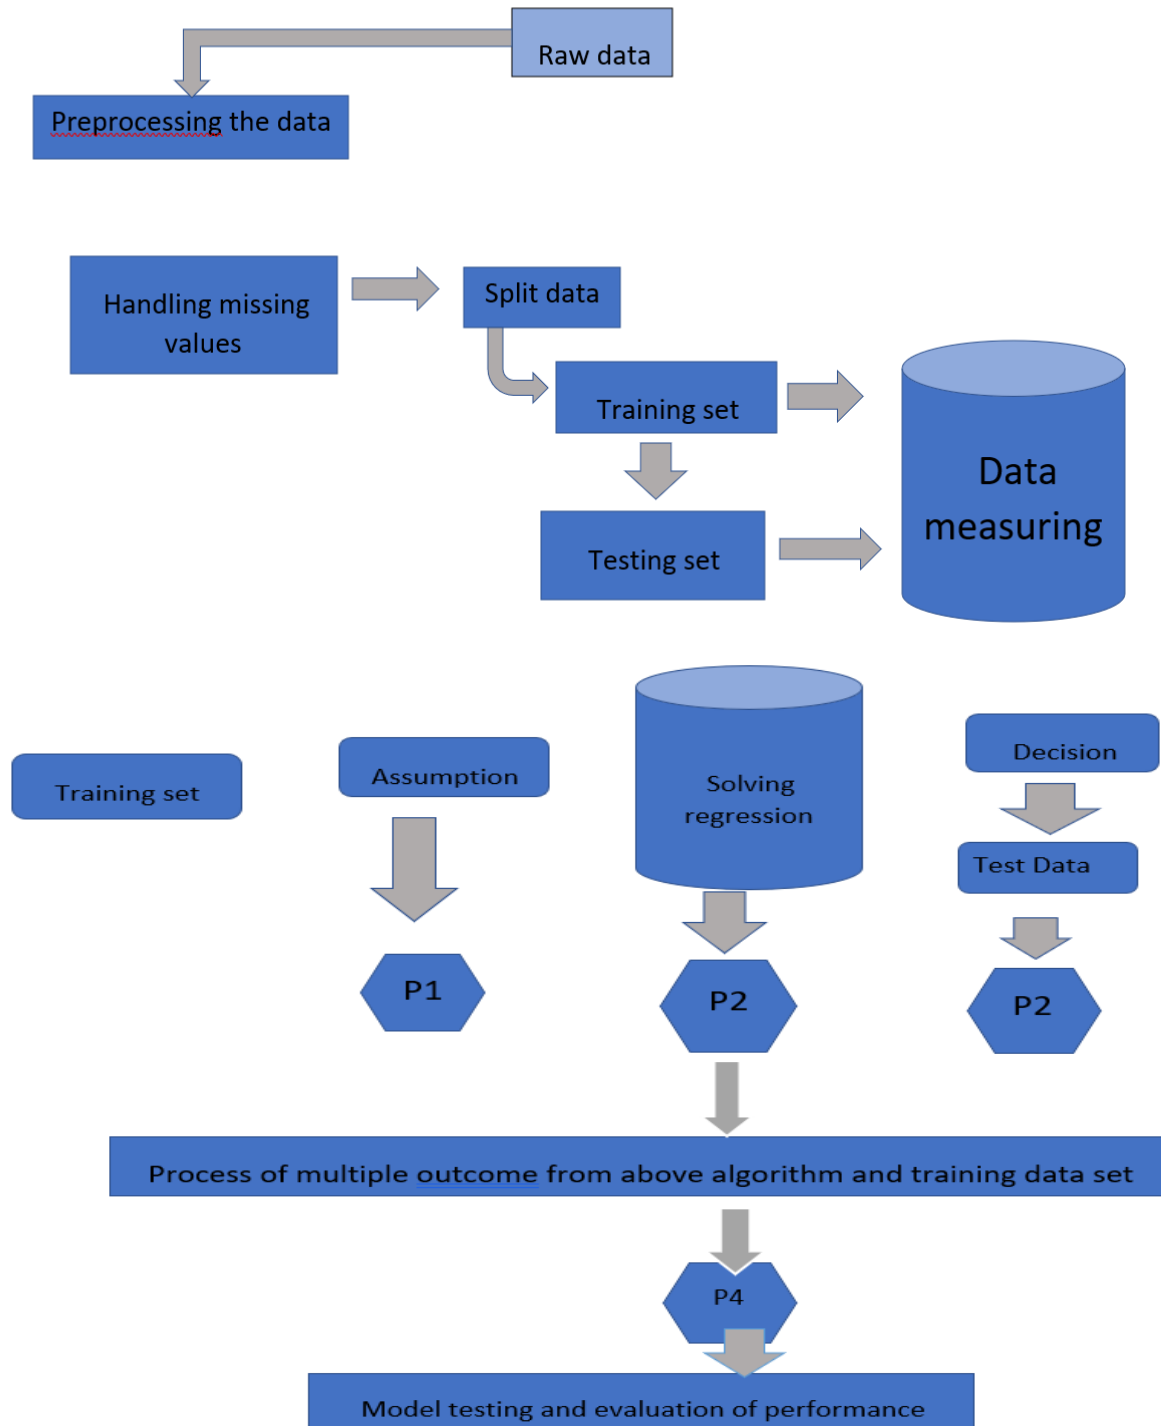 Raw data
Preprocessing the data
Handling missing
values
Split data
Training set
Testing set
Data
measuring
Training set
Assumption
Solving
regression
Decision
Test Data
P1
P2
P2
Process of multiple outcome from above algorithm and training data set
P4
Model testing and evaluation of performance